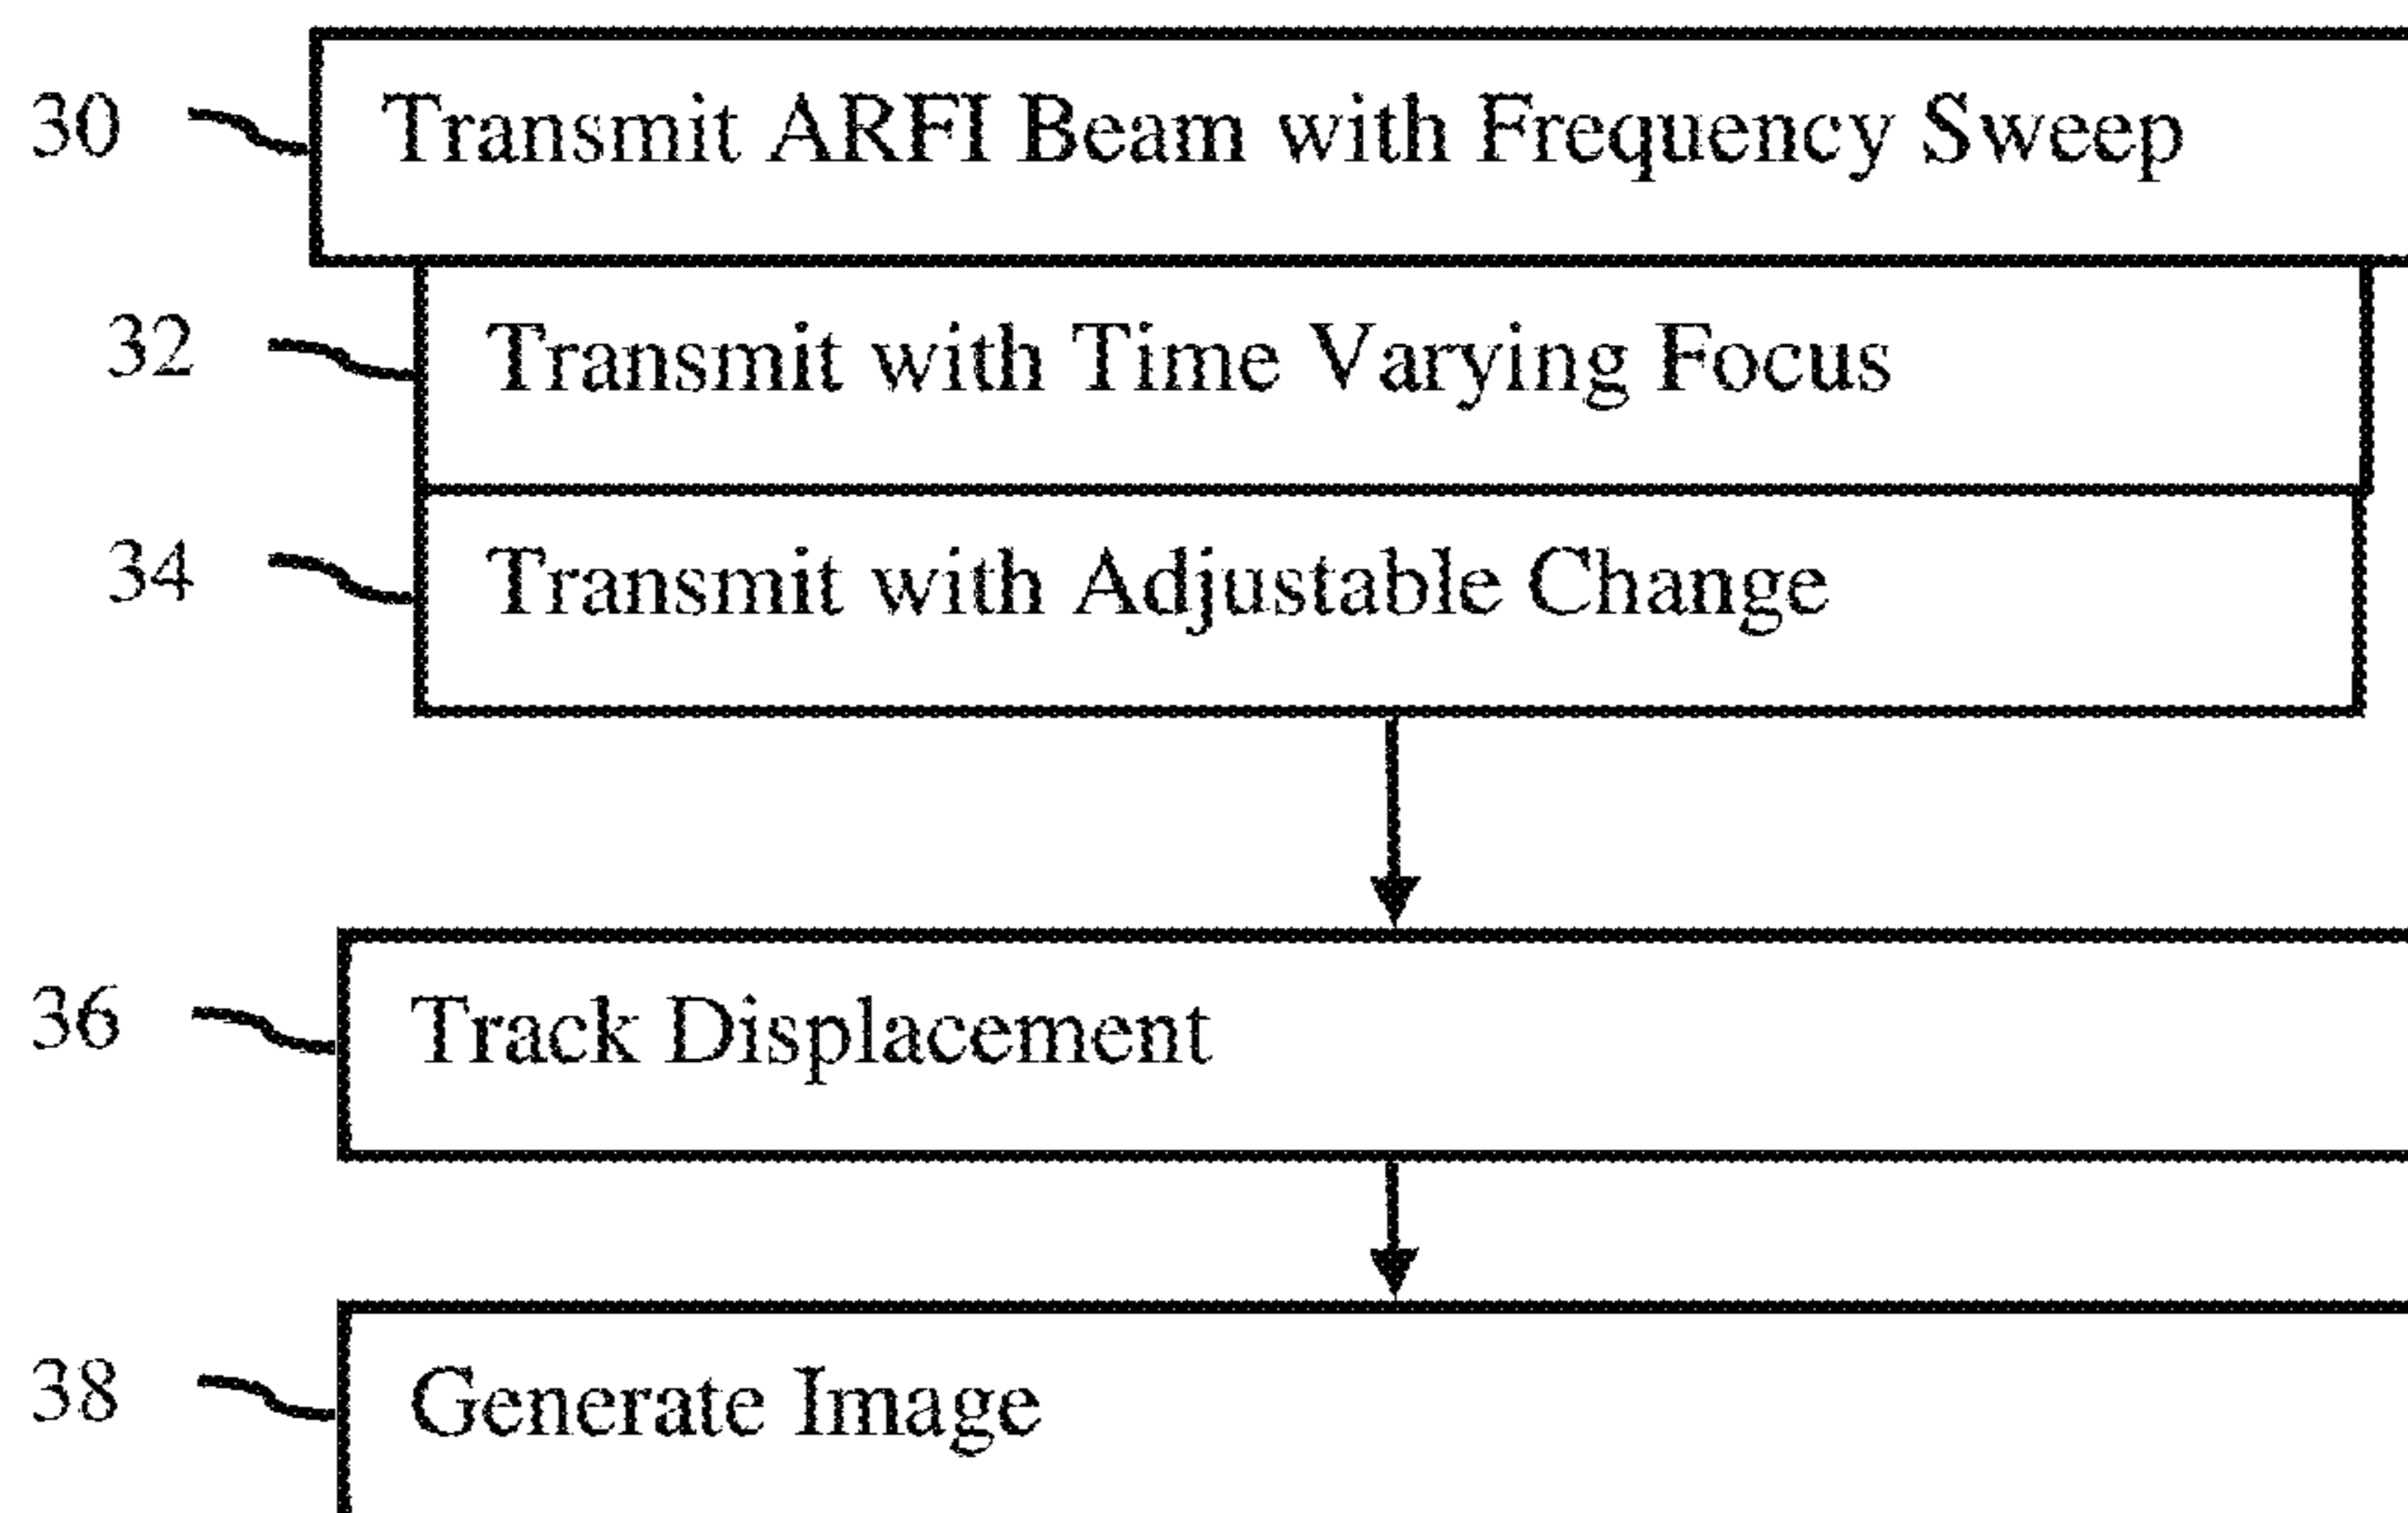 30 Transmit ARFI Beam with Frequency Sweep
32 Transmit with Time Varying Focus
34 Transmit with Adjustable Change
36 Track Displacement
38 Generate Image